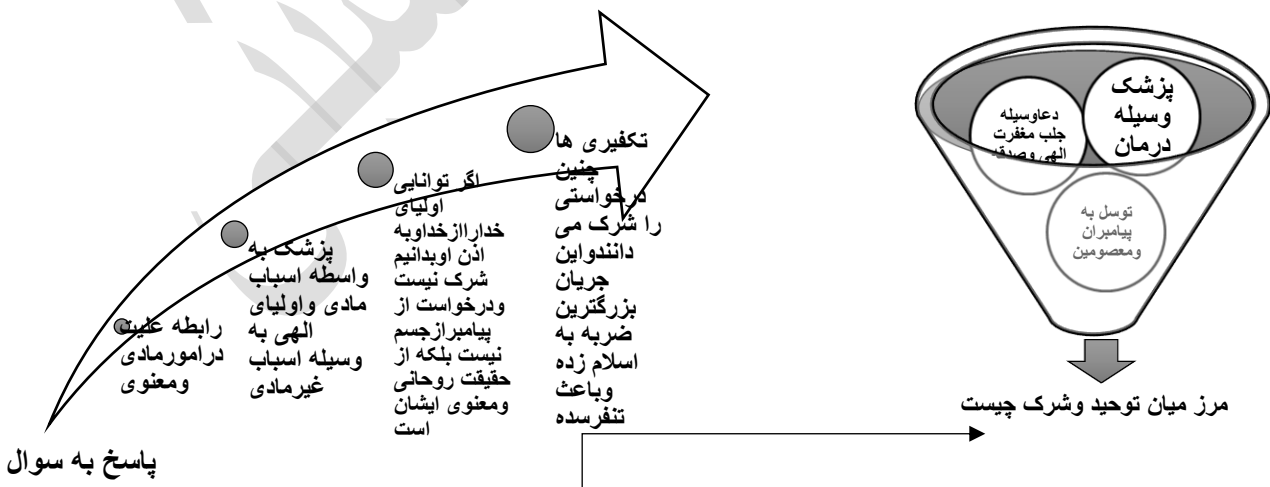 پزشک
وسیله
درمان
دعاوسیله
جلب مغفرت
الهی وصدقه
توسل به
پیامبران
ومعصومین
مرز میان توحید وشرک چیست
تکفیری ها
چنین
درخواستی
را شرک می
دانندواین
جریان
بزرگترین
ضربه به
اسلام زده
وباعث
تنفرسده
اگر توانایی
اولیای
خداراازخداوبه
اذن اوبدانیم
شرک نیست
ودرخواست از
پیامبرازجسم
نیست بلکه از
حقیقت روحانی
ومعنوی ایشان
است
پزشک به
واسطه اسباب
مادی واولیای
الهی به
وسیله اسباب
غیرمادی
رابطه علیت
درامورمادی
ومعنوی
پاسخ به سوال